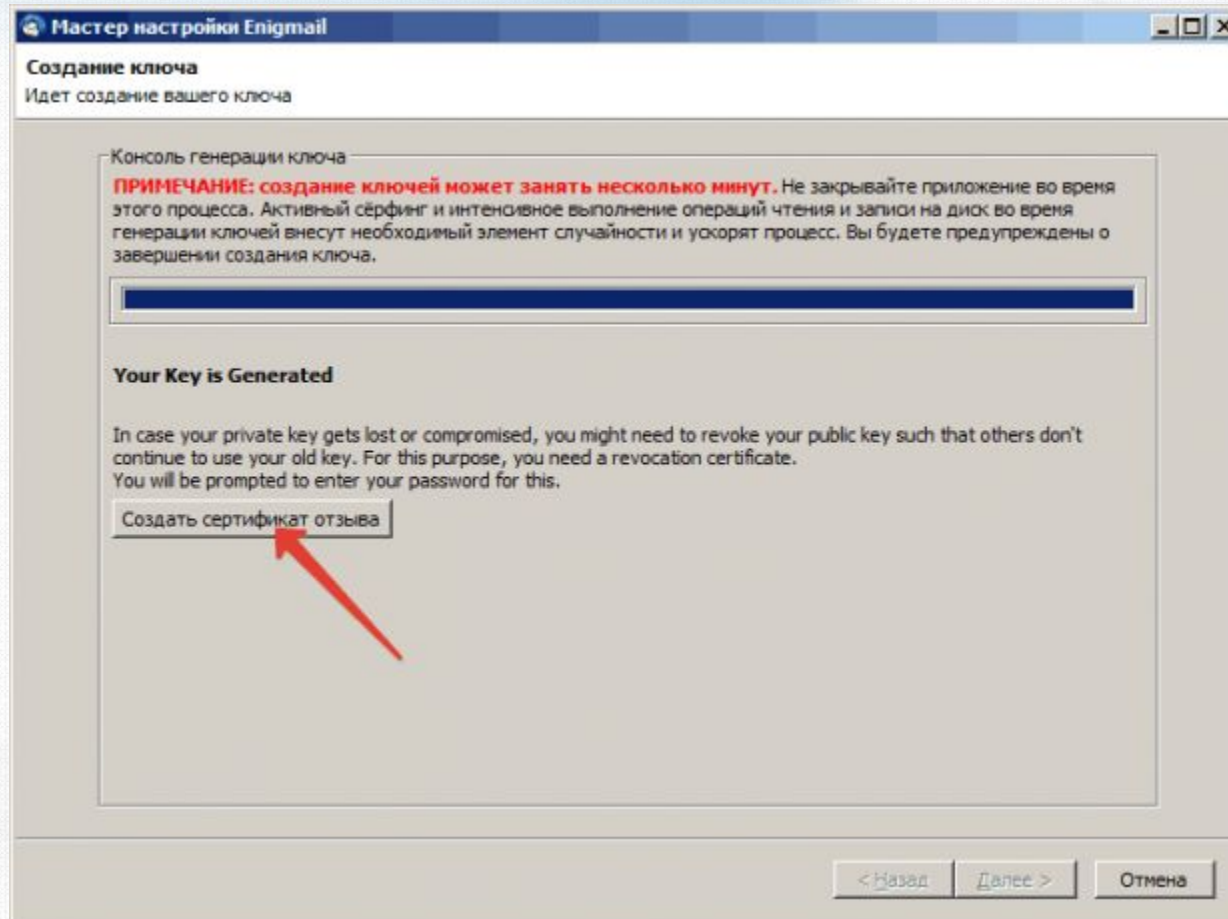 Мастер настройки Enigmail
Создание ключа
Идет создание вашего ключа
Консоль генерации ключа
ПРИМЕЧАНИЕ: создание ключей может занять несколько минут. Не закрывайте приложение во время
этого процесса. Активный сёрфинг и интенсивное выполнение операций чтения и записи на диск во время
генерации ключей внесут необходимый элемент случайности и ускорят процесс. Вы будете предупреждены о
завершении создания ключа.
Your Key is Generated
In case your private key gets lost or compromised, you might need to revoke your public key such that others don't
continue to use your old key. For this purpose, you need a revocation certificate.
You will be prompted to enter your password for this.
Создать сертификат отзыва
< Назад
Далее >
Отмена